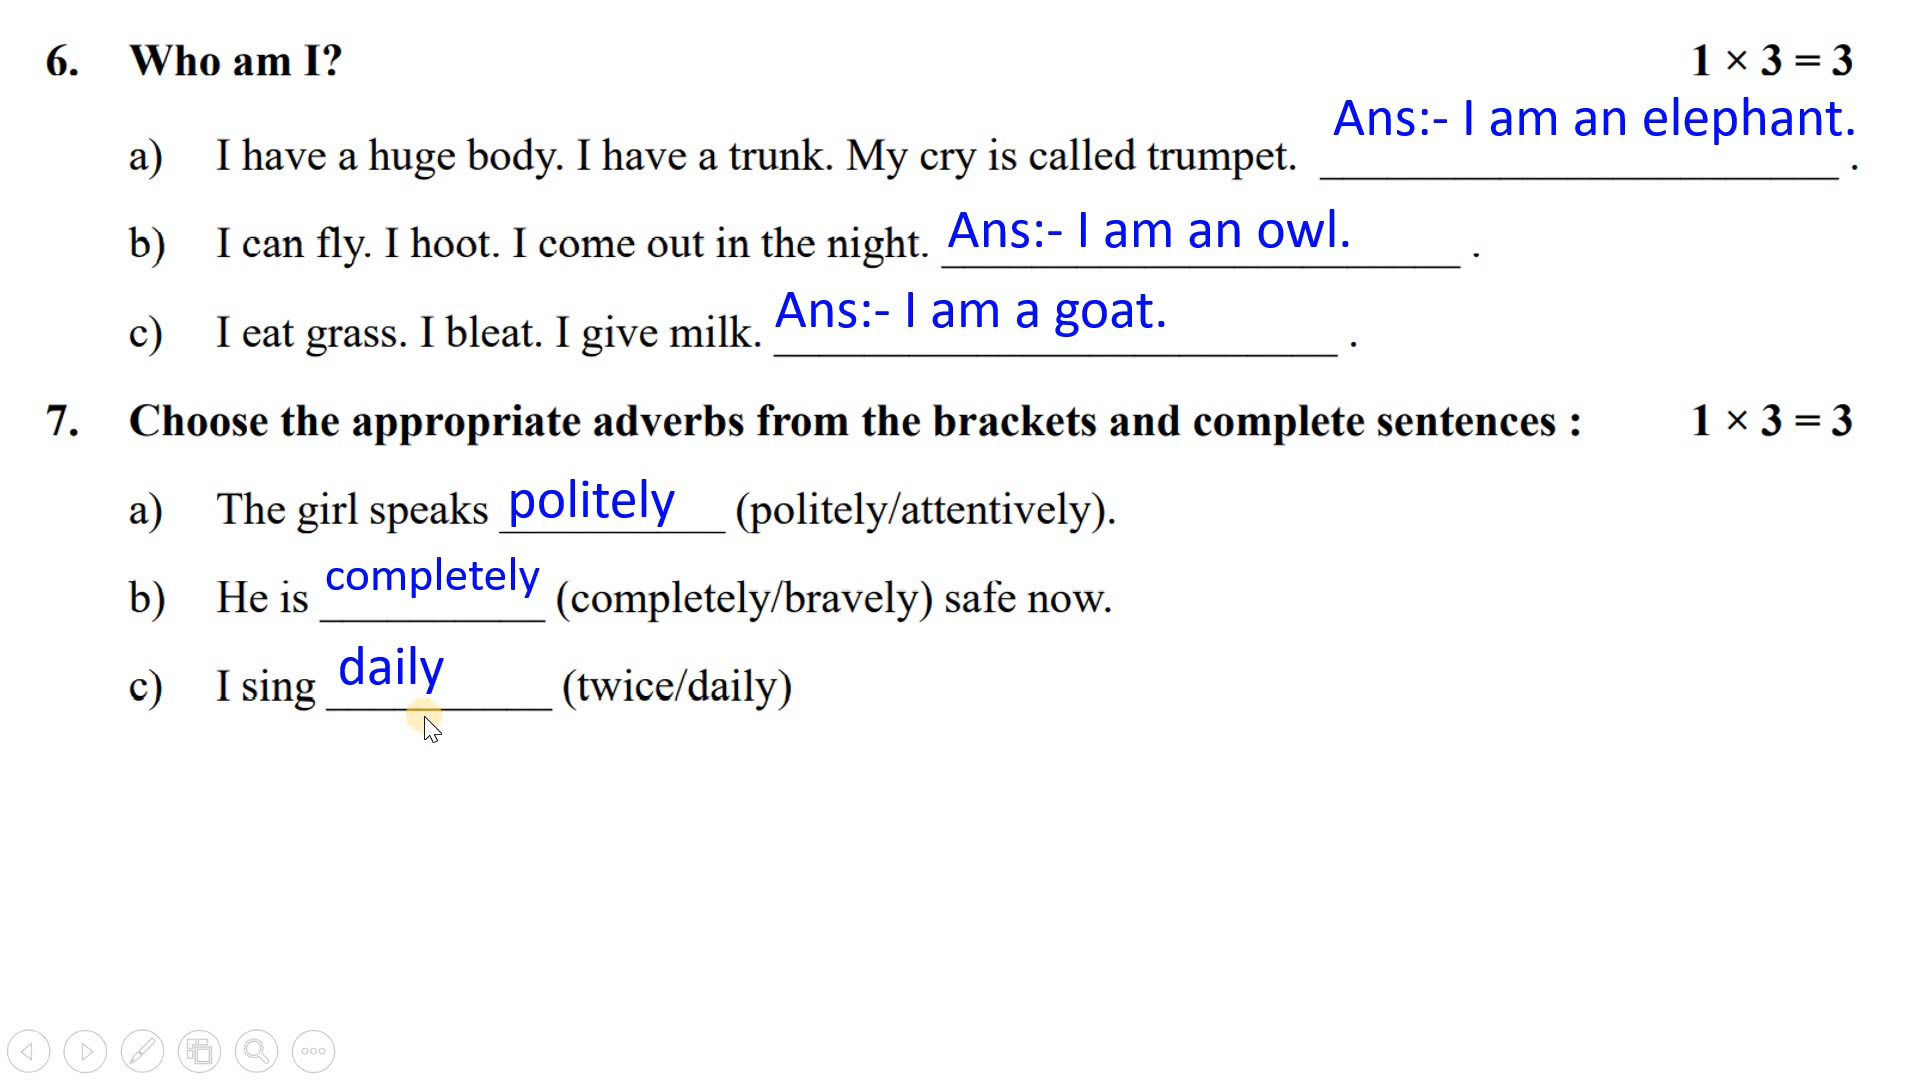 6. Who am I? 1 × 3 = 3
Ans:- I am an elephant.
a) I have a huge body. I have a trunk. My cry is called trumpet. ______________________ .
b) I can fly. I hoot. I come out in the night. Ans:- I am an owl. ______________________ .
c) I eat grass. I bleat. I give milk. Ans:- I am a goat. ______________________ .
7. Choose the appropriate adverbs from the brackets and complete sentences : 1 × 3 = 3
a) The girl speaks politely (politely/attentively).
b) He is completely (completely/bravely) safe now.
c) I sing daily (twice/daily)